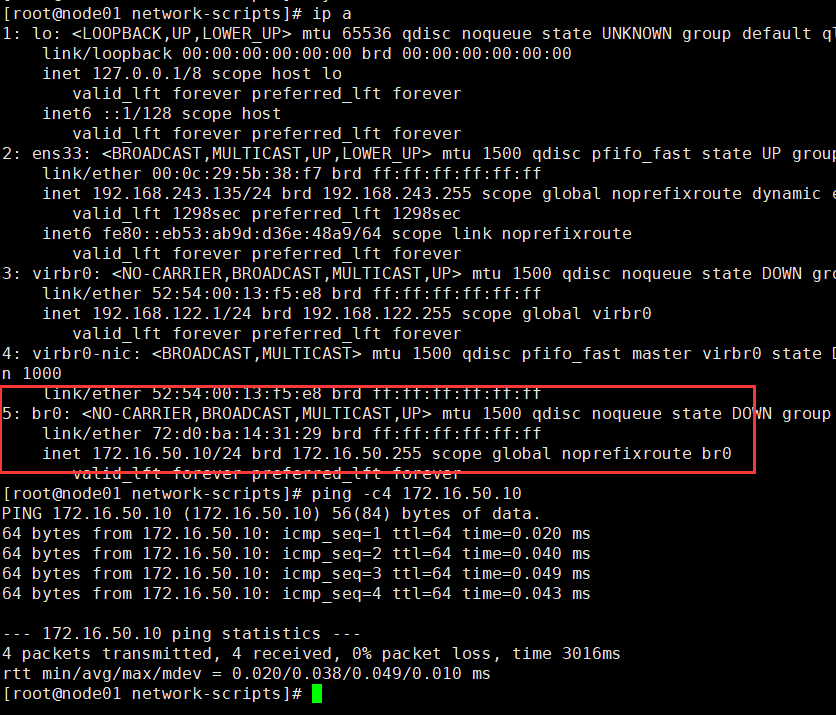 [root@node01 network-scripts]# ip a
1: lo: <LOOPBACK,UP,LOWER_UP> mtu 65536 qdisc noqueue state UNKNOWN group default ql
    link/loopback 00:00:00:00:00:00 brd 00:00:00:00:00:00
    inet 127.0.0.1/8 scope host lo
       valid_lft forever preferred_lft forever
    inet6 ::1/128 scope host
       valid_lft forever preferred_lft forever
2: ens33: <BROADCAST,MULTICAST,UP,LOWER_UP> mtu 1500 qdisc pfifo_fast state UP group
    link/ether 00:0c:29:5b:38:f7 brd ff:ff:ff:ff:ff:ff
    inet 192.168.243.135/24 brd 192.168.243.255 scope global noprefixroute dynamic e
       valid_lft 1298sec preferred_lft 1298sec
    inet6 fe80::eb53:ab9d:d36e:48a9/64 scope link noprefixroute
       valid_lft forever preferred_lft forever
3: virbr0: <NO-CARRIER,BROADCAST,MULTICAST,UP> mtu 1500 qdisc noqueue state DOWN gro
    link/ether 52:54:00:13:f5:e8 brd ff:ff:ff:ff:ff:ff
    inet 192.168.122.1/24 brd 192.168.122.255 scope global virbr0
       valid_lft forever preferred_lft forever
4: virbr0-nic: <BROADCAST,MULTICAST> mtu 1500 qdisc pfifo_fast master virbr0 state D
n 1000
    link/ether 52:54:00:13:f5:e8 brd ff:ff:ff:ff:ff:ff
5: br0: <NO-CARRIER,BROADCAST,MULTICAST,UP> mtu 1500 qdisc noqueue state DOWN group
    link/ether 72:d0:ba:14:31:29 brd ff:ff:ff:ff:ff:ff
    inet 172.16.50.10/24 brd 172.16.50.255 scope global noprefixroute br0
       valid_lft forever preferred_lft forever
[root@node01 network-scripts]# ping -c4 172.16.50.10
PING 172.16.50.10 (172.16.50.10) 56(84) bytes of data.
64 bytes from 172.16.50.10: icmp_seq=1 ttl=64 time=0.020 ms
64 bytes from 172.16.50.10: icmp_seq=2 ttl=64 time=0.040 ms
64 bytes from 172.16.50.10: icmp_seq=3 ttl=64 time=0.049 ms
64 bytes from 172.16.50.10: icmp_seq=4 ttl=64 time=0.043 ms

--- 172.16.50.10 ping statistics ---
4 packets transmitted, 4 received, 0% packet loss, time 3016ms
rtt min/avg/max/mdev = 0.020/0.038/0.049/0.010 ms
[root@node01 network-scripts]#